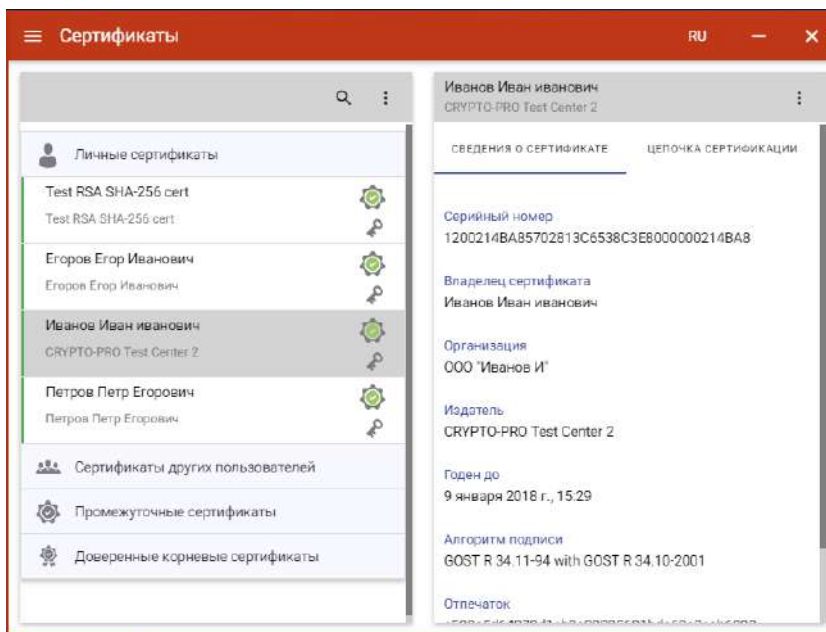 Сертификаты
RU
Личные сертификаты
Test RSA SHA-256 cert
Test RSA SHA-256 cert
Егоров Егор Иванович
Егоров Егор Иванович
Иванов Иван иванович
CRYPTO-PRO Test Center 2
Петров Петр Егорович
Петров Петр Егорович
Сертификаты других пользователей
Промежуточные сертификаты
Доверенные корневые сертификаты
Иванов Иван иванович
CRYPTO-PRO Test Center 2
СВЕДЕНИЯ О СЕРТИФИКАТЕ
ЦЕПОЧКА СЕРТИФИКАЦИИ
Серийный номер
1200214BA85702813C6538C3E8000000214BA8
Владелец сертификата
Иванов Иван иванович
Организация
ООО "Иванов И"
Издатель
CRYPTO-PRO Test Center 2
Годен до
9 января 2018 г., 15:29
Алгоритм подписи
GOST R 34.11-94 with GOST R 34.10-2001
Отпечаток